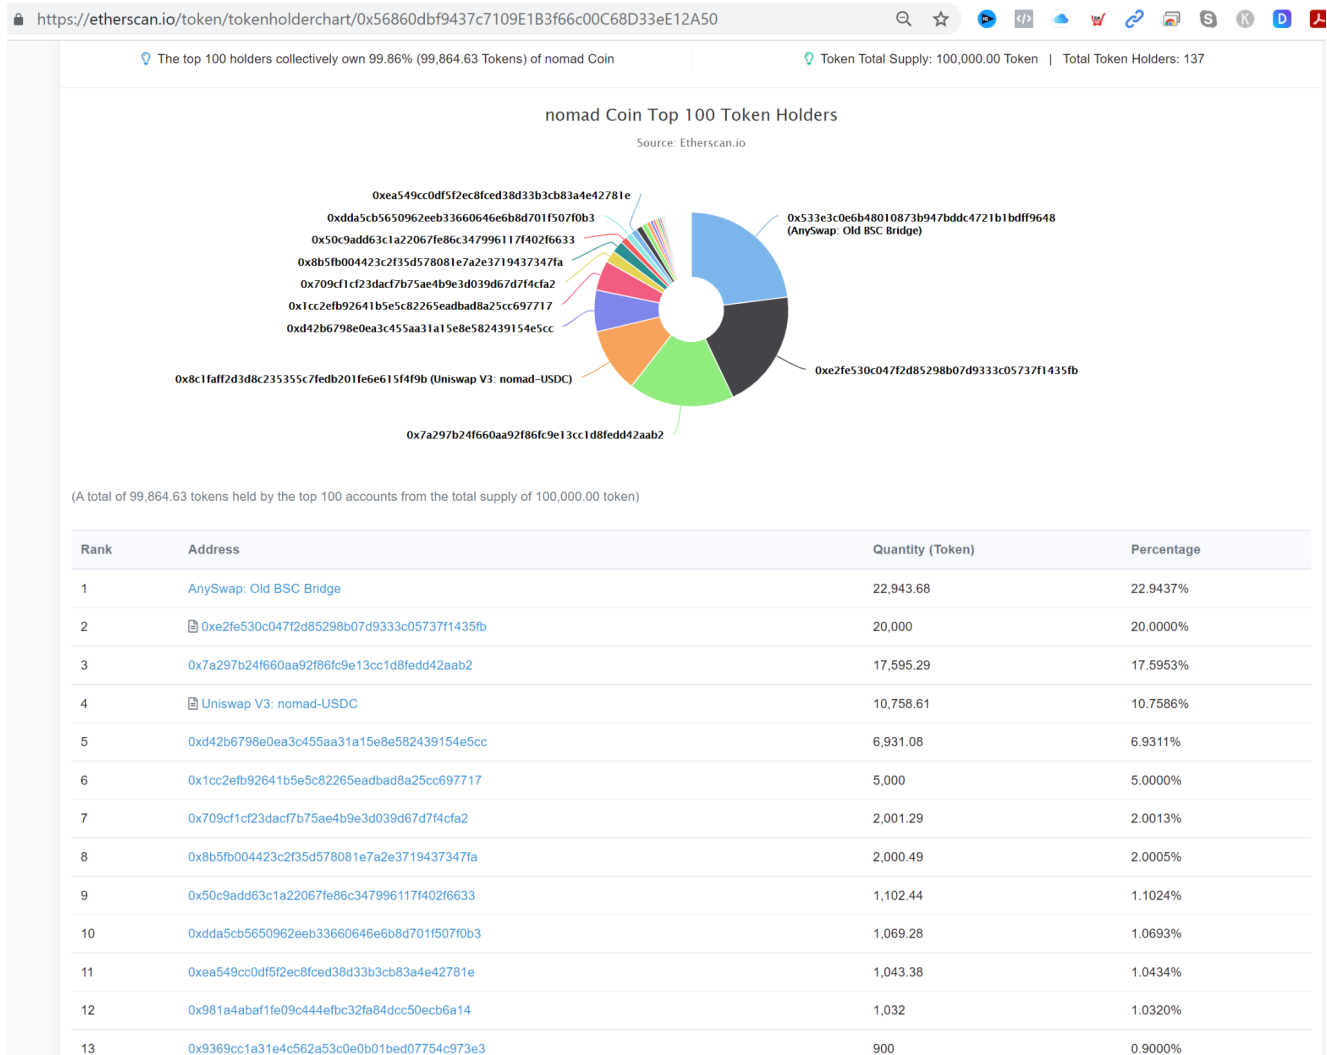 https://etherscan.io/token/tokenholderchart/0x56860dbf9437c7109E1B3f66c00C68D33eE12A50
The top 100 holders collectively own 99.86% (99,864.63 Tokens) of nomad Coin
Token Total Supply: 100,000.00 Token | Total Token Holders: 137
nomad Coin Top 100 Token Holders
Source: Etherscan.io
0xea549cc0df5f2ec8fced38d33b3cb83a4e42781e
0xdda5cb5650962eeb33660646e6b8d701f507f0b3
0x50c9add63c1a22067fe86c347996117f402f6633
0x8b5fb004423c2f35d578081e7a2e3719437347fa
0x709cf1cf23dacf7b75ae4b9e3d039d67d7f4cfa2
0x1cc2efb92641b5e5c82265eadbad8a25cc697717
0xd42b6798e0ea3c455aa31a15e8e582439154e5cc
0x8c1faff2d3d8c235355c7fedb201fe6e615f4f9b (Uniswap V3: nomad-USDC)
0x7a297b24f660aa92f86fc9e13cc1d8fedd42aab2
0x533e3c0e6b48010873b947bddc4721b1bdff9648
(AnySwap: Old BSC Bridge)
0xe2fe530c047f2d85298b07d9333c05737f1435fb
(A total of 99,864.63 tokens held by the top 100 accounts from the total supply of 100,000.00 token)
Rank Address Quantity (Token) Percentage
1 AnySwap: Old BSC Bridge 22,943.68 22.9437%
2 0xe2fe530c047f2d85298b07d9333c05737f1435fb 20,000 20.0000%
3 0x7a297b24f660aa92f86fc9e13cc1d8fedd42aab2 17,595.29 17.5953%
4 Uniswap V3: nomad-USDC 10,758.61 10.7586%
5 0xd42b6798e0ea3c455aa31a15e8e582439154e5cc 6,931.08 6.9311%
6 0x1cc2efb92641b5e5c82265eadbad8a25cc697717 5,000 5.0000%
7 0x709cf1cf23dacf7b75ae4b9e3d039d67d7f4cfa2 2,001.29 2.0013%
8 0x8b5fb004423c2f35d578081e7a2e3719437347fa 2,000.49 2.0005%
9 0x50c9add63c1a22067fe86c347996117f402f6633 1,102.44 1.1024%
10 0xdda5cb5650962eeb33660646e6b8d701f507f0b3 1,069.28 1.0693%
11 0xea549cc0df5f2ec8fced38d33b3cb83a4e42781e 1,043.38 1.0434%
12 0x981a4abaf1fe09c444efbc32fa84dcc50ecb6a14 1,032 1.0320%
13 0x9369cc1a31e4c562a53c0e0b01bed07754c973e3 900 0.9000%